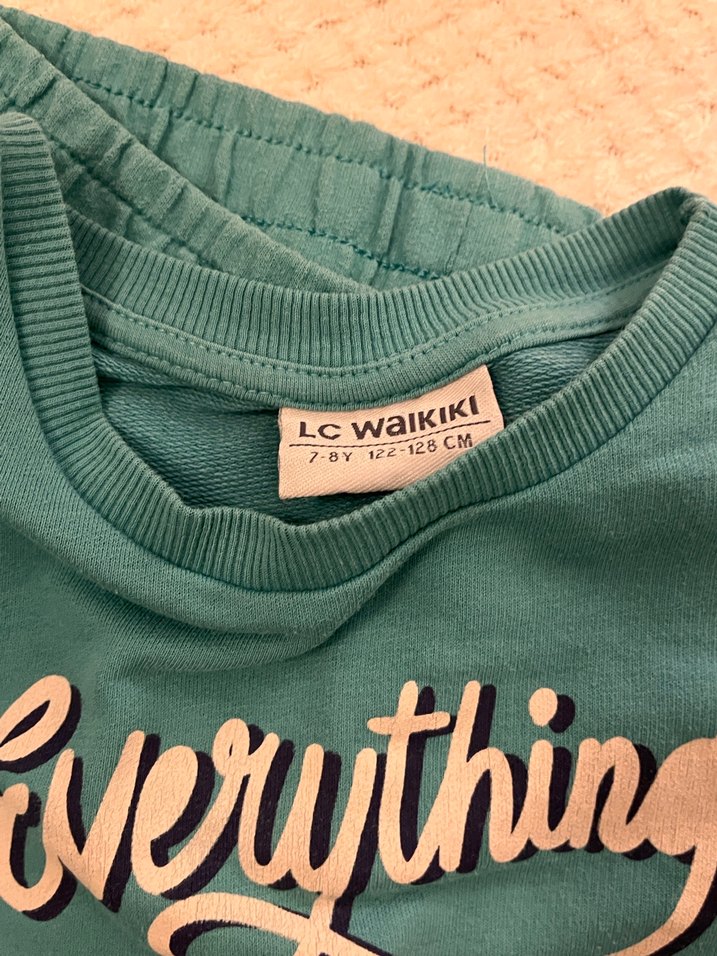 LC WAIKIKI
7-8Y 122-128 CM
Everything